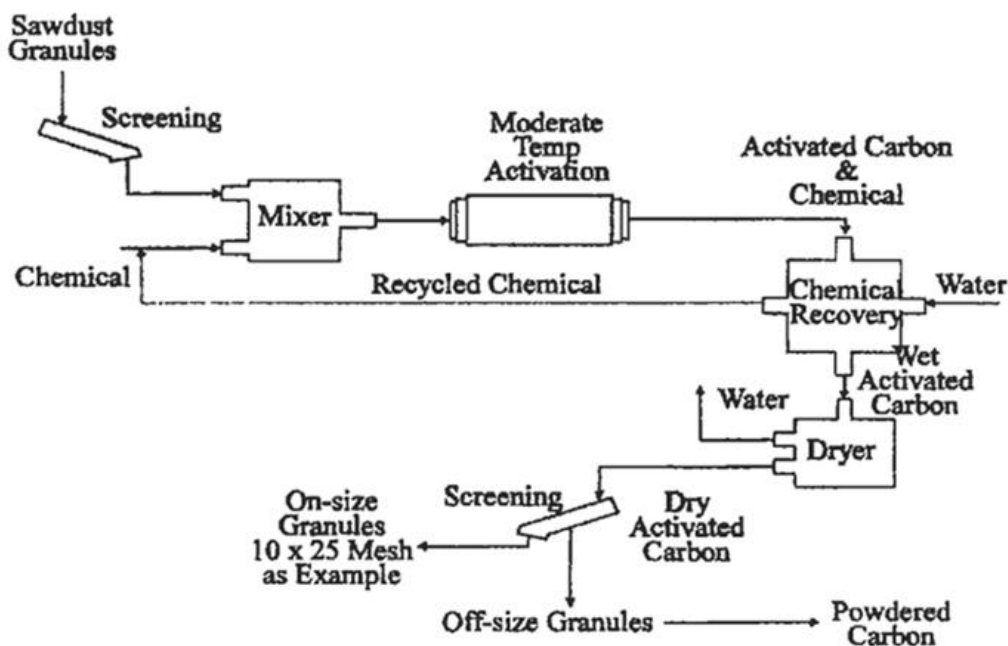 Sawdust
Granules
Screening
Moderate
Temp
Activation
Activated Carbon
&
Chemical
Mixer
Chemical
Recycled Chemical
Chemical
Recovery
Water
Wet
Activated
Carbon
Water
Dryer
Screening
On-size
Granules
10 x 25 Mesh
as Example
Dry
Activated
Carbon
Off-size Granules
Powdered
Carbon